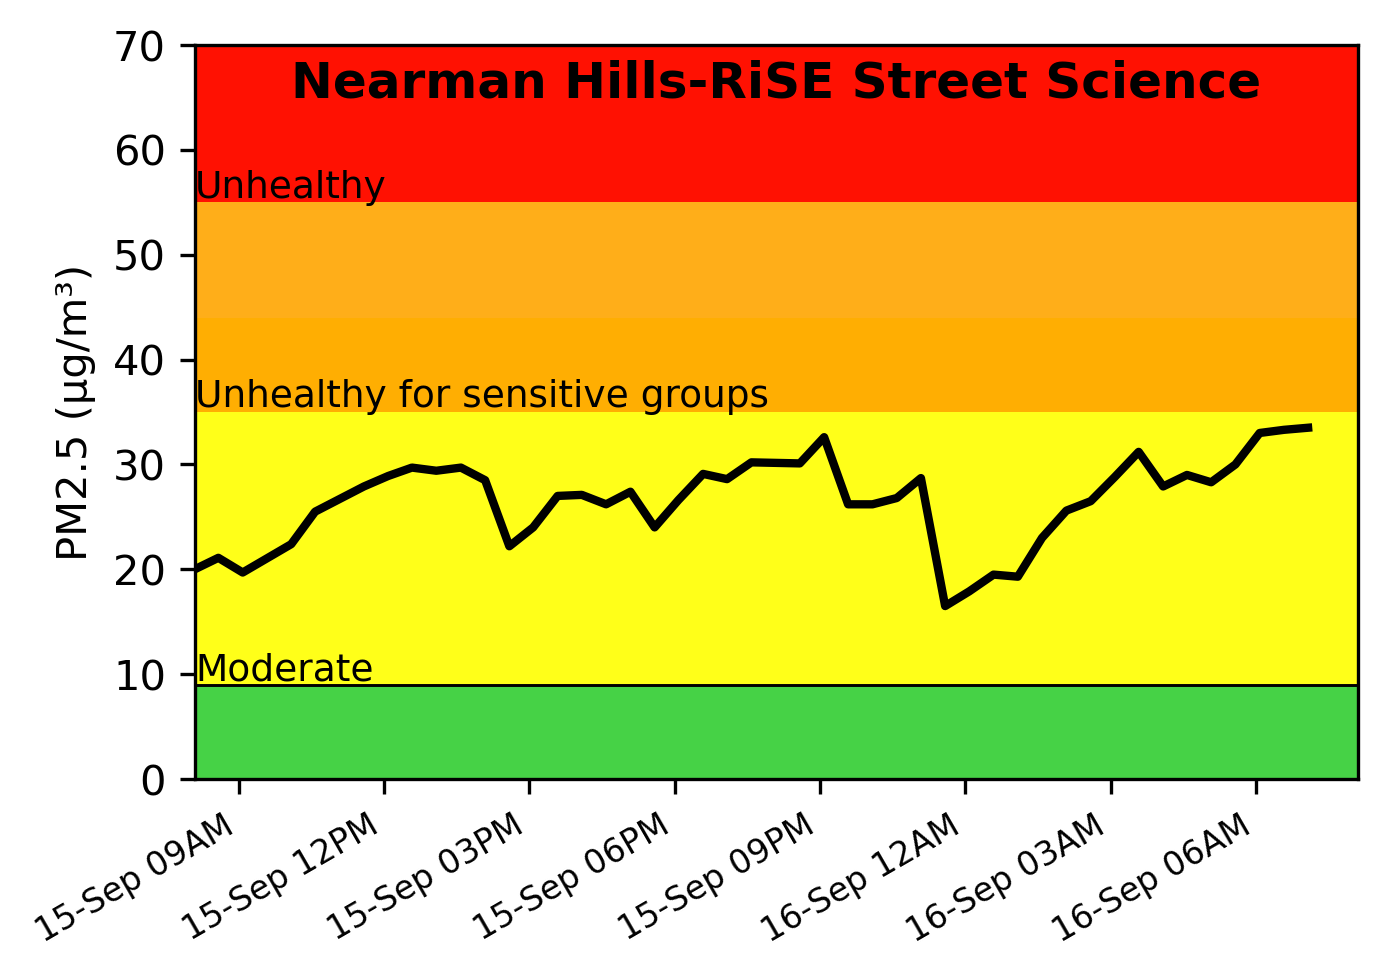 Nearman Hills-RiSE Street Science
PM2.5 (µg/m³)
70
60
50
40
30
20
10
0
Unhealthy
Unhealthy for sensitive groups
Moderate
15-Sep 09AM
15-Sep 12PM
15-Sep 03PM
15-Sep 06PM
15-Sep 09PM
16-Sep 12AM
16-Sep 03AM
16-Sep 06AM